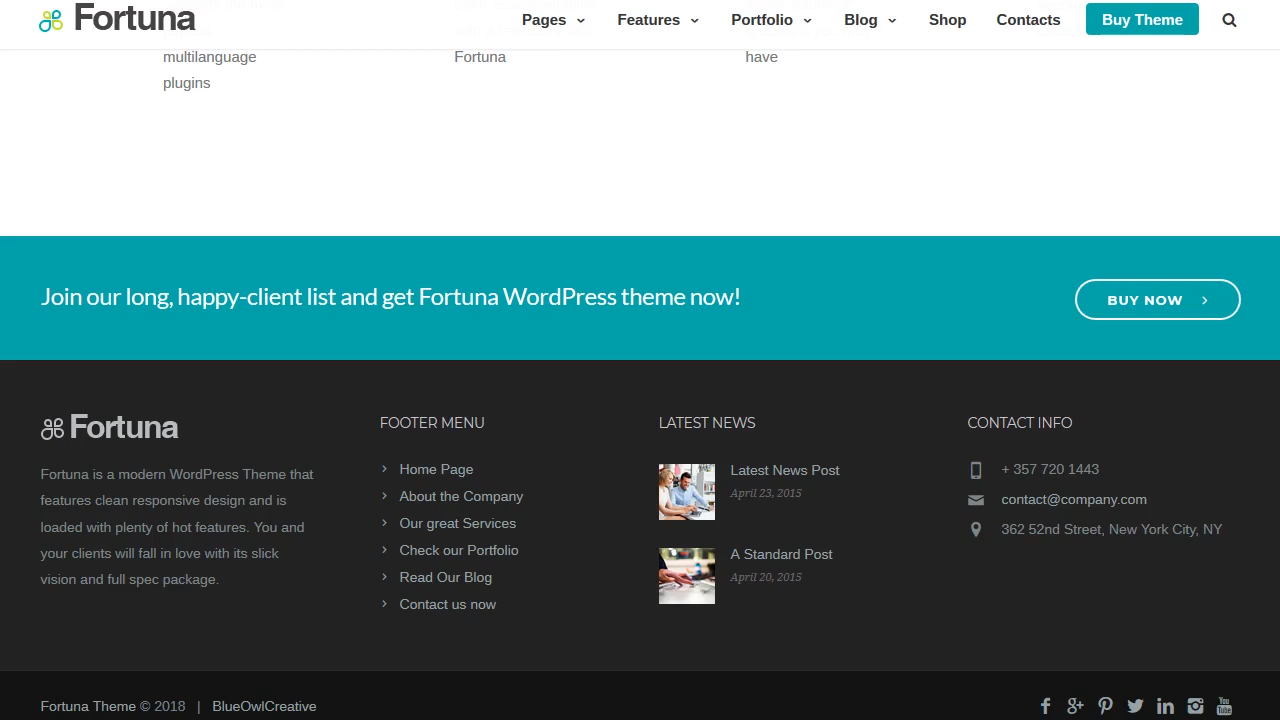 Fortuna
Pages
Features
Portfolio
Blog
Shop
Contacts
Buy Theme
multilanguage
plugins
Fortuna
have
Join our long, happy-client list and get Fortuna WordPress theme now!
BUY NOW
Fortuna
Fortuna is a modern WordPress Theme that
features clean responsive design and is
loaded with plenty of hot features. You and
your clients will fall in love with its slick
vision and full spec package.
FOOTER MENU
Home Page
About the Company
Our great Services
Check our Portfolio
Read Our Blog
Contact us now
LATEST NEWS
Latest News Post
April 23, 2015
A Standard Post
April 20, 2015
CONTACT INFO
+ 357 720 1443
contact@company.com
362 52nd Street, New York City, NY
Fortuna Theme © 2018 | BlueOwlCreative
You
Tube